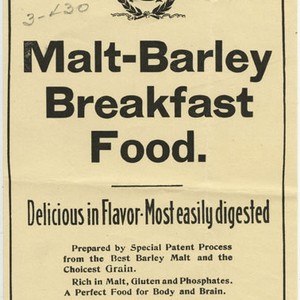 3-230
Malt-Barley
Breakfast
Food.
Delicious in Flavor-Most easily digested
Prepared by Special Patent Process
from the Best Barley Malt and the
Choicest Grain.
Rich in Malt, Gluten and Phosphates.
A Perfect Food for Body and Brain.